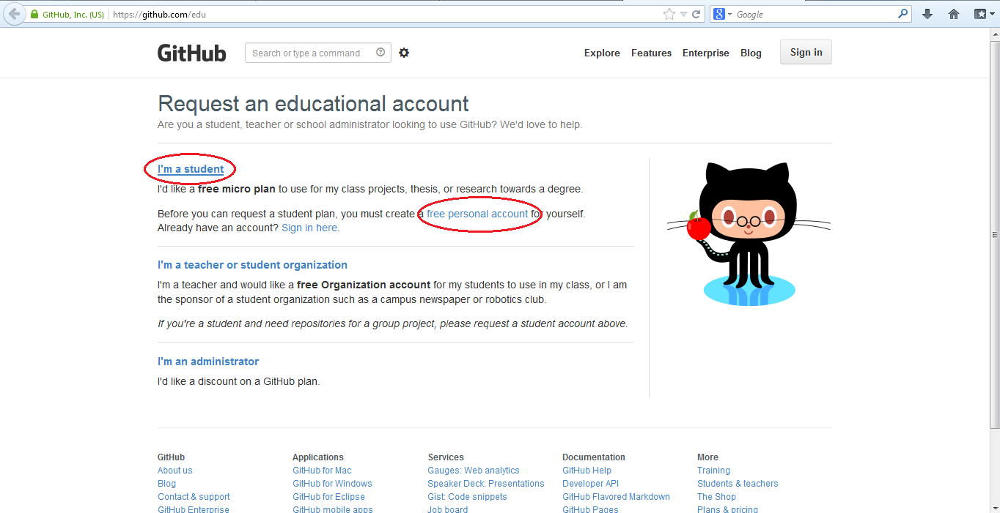 GitHub, Inc. (US) https://github.com/edu Google
GitHub Search or type a command Explore Features Enterprise Blog Sign in
Request an educational account
Are you a student, teacher or school administrator looking to use GitHub? We'd love to help.
I'm a student
I'd like a free micro plan to use for my class projects, thesis, or research towards a degree.
Before you can request a student plan, you must create a free personal account for yourself.
Already have an account? Sign in here.
I'm a teacher or student organization
I'm a teacher and would like a free Organization account for my students to use in my class, or I am
the sponsor of a student organization such as a campus newspaper or robotics club.
If you're a student and need repositories for a group project, please request a student account above.
I'm an administrator
I'd like a discount on a GitHub plan.
GitHub Applications Services Documentation More
About us GitHub for Mac Gauges: Web analytics GitHub Help Training
Blog GitHub for Windows Speaker Deck: Presentations Developer API Students & teachers
Contact & support GitHub for Eclipse Gist: Code snippets GitHub Flavored Markdown The Shop
GitHub Enterprise GitHub mobile apps Job board GitHub Pages Plans & pricing